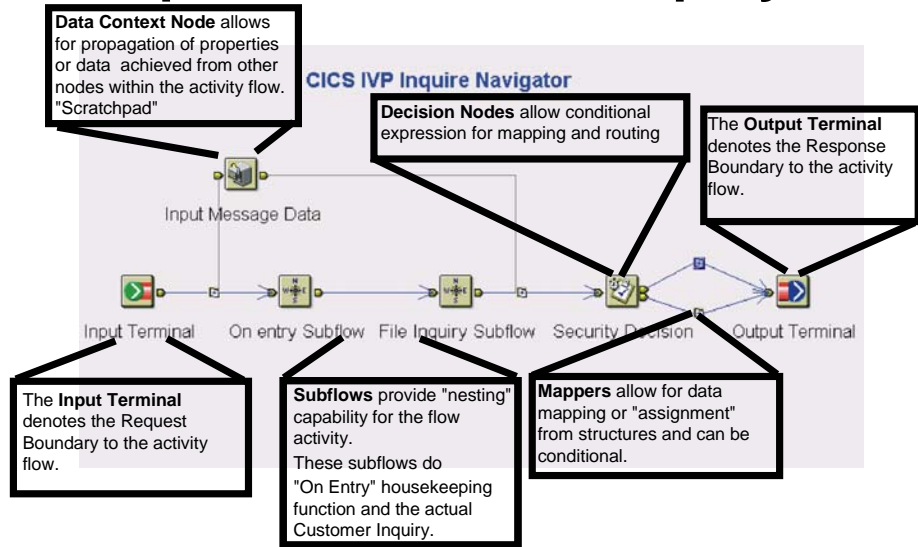 Data Context Node allows
for propagation of properties
or data achieved from other
nodes within the activity flow.
"Scratchpad"
CICS IVP Inquire Navigator
Decision Nodes allow conditional
expression for mapping and routing
The Output Terminal
denotes the Response
Boundary to the activity
flow.
Input Message Data
Input Terminal
On entry Subflow
File Inquiry Subflow
Security Decision
Output Terminal
The Input Terminal
denotes the Request
Boundary to the activity
flow.
Subflows provide "nesting"
capability for the flow
activity.
These subflows do
"On Entry" housekeeping
function and the actual
Customer Inquiry.
Mappers allow for data
mapping or "assignment"
from structures and can be
conditional.